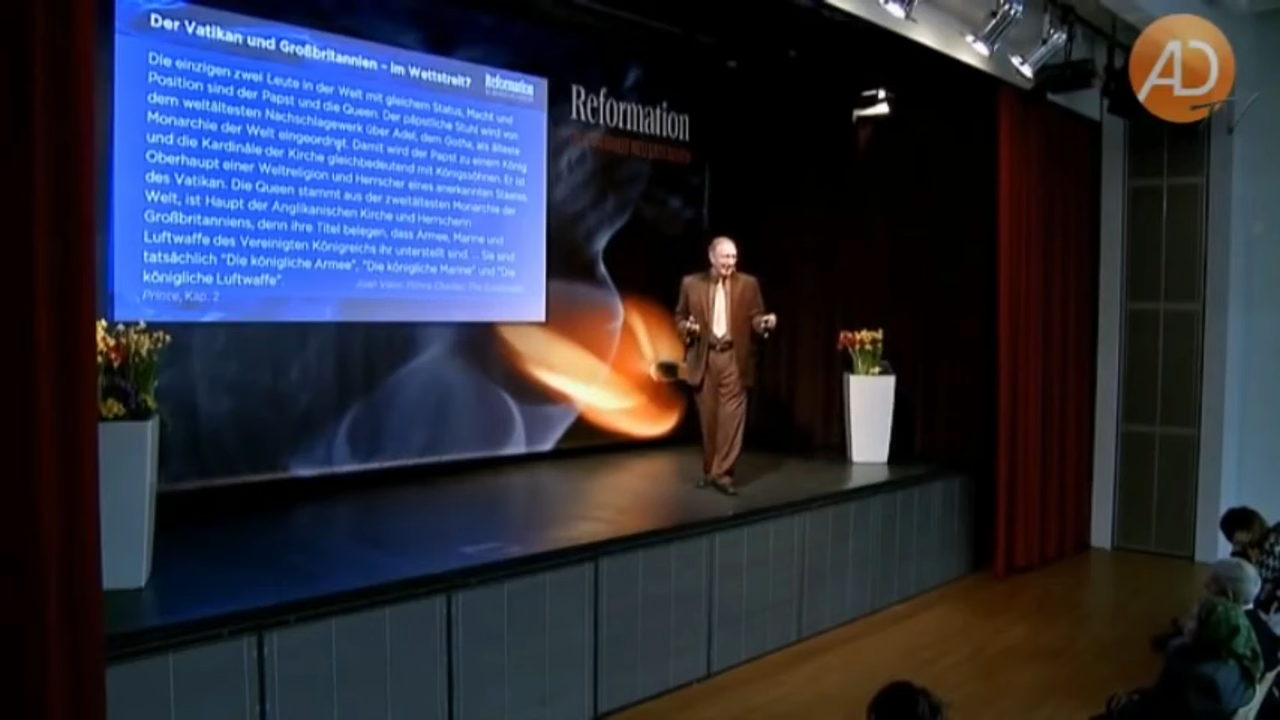 Der Vatikan und Großbritannien - im Wettstreit?
Reformation
Die einzigen zwei Leute in der Welt mit gleichem Status, Macht und
Position sind der Papst und die Queen. Der päpstliche Stuhl wird von
dem weltältesten Nachschlagewerk über Adel, dem Gotha, als älteste
Monarchie der Welt eingeordnet. Damit wird der Papst zu einem König
und die Kardinäle der Kirche gleichbedeutend mit Königssöhnen. Er ist
Oberhaupt einer Weltreligion und Herrscher eines anerkannten Staates,
des Vatikan. Die Queen stammt aus der zweitältesten Monarchie der
Welt, ist Haupt der Anglikanischen Kirche und Herrscherin
Großbritanniens, denn ihre Titel belegen, dass Armee, Marine und
Luftwaffe des Vereinigten Königreichs ihr unterstellt sind. ... Sie sind
tatsächlich "Die königliche Armee", "Die königliche Marine" und "Die
königliche Luftwaffe".
Prince, Kap. 2
Reformation
AD